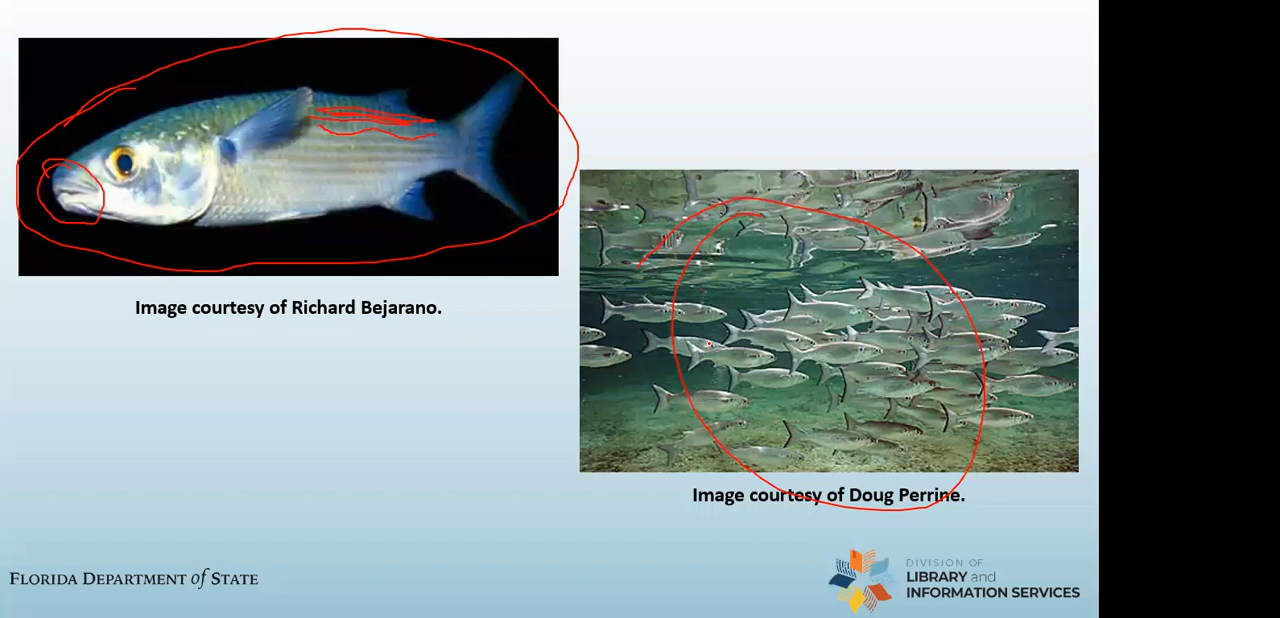 Image courtesy of Richard Bejarano.
Image courtesy of Doug Perrine.
FLORIDA DEPARTMENT of STATE
DIVISION OF
LIBRARY and
INFORMATION SERVICES